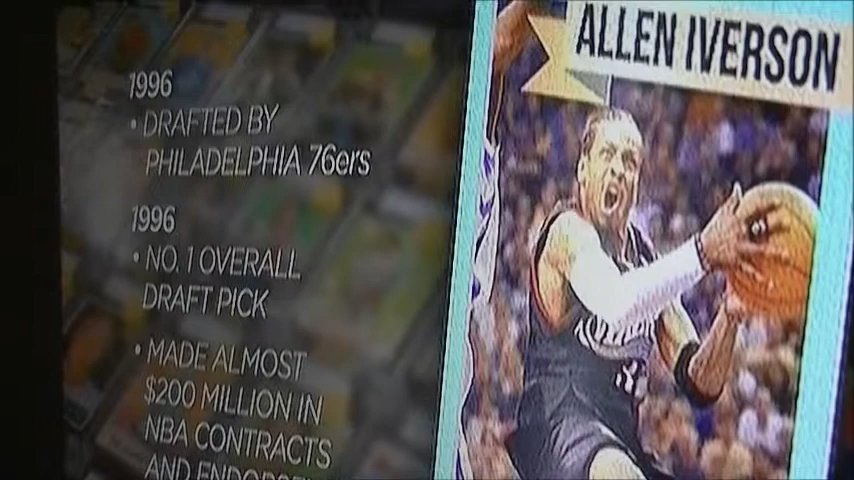 ALLEN IVERSON
1996
• DRAFTED BY
PHILADELPHIA 76ers
1996
• NO. 1 OVERALL
DRAFT PICK
• MADE ALMOST
$200 MILLION IN
NBA CONTRACTS
AND